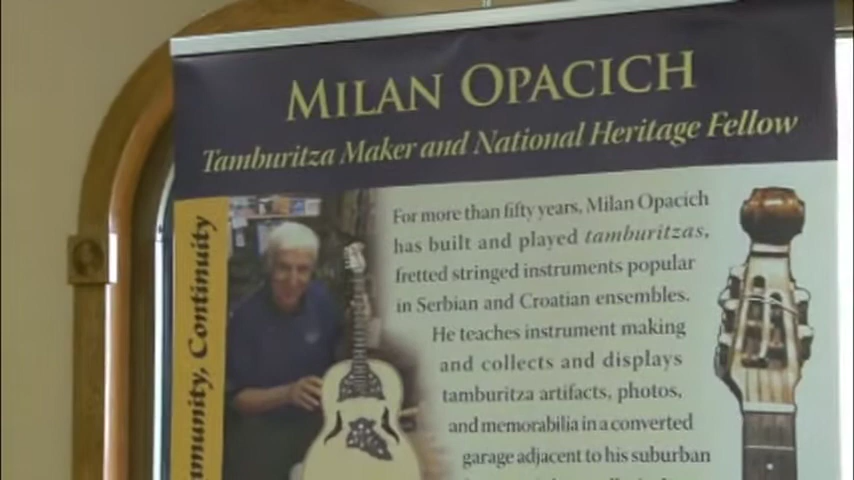 MILAN OPACICH
Tamburitza Maker and National Heritage Fellow
For more than fifty years, Milan Opacich
has built and played tamburitzas,
fretted stringed instruments popular
in Serbian and Croatian ensembles.
He teaches instrument making
and collects and displays
tamburitza artifacts, photos,
and memorabilia in a converted
garage adjacent to his suburban
mmunity, Continuity